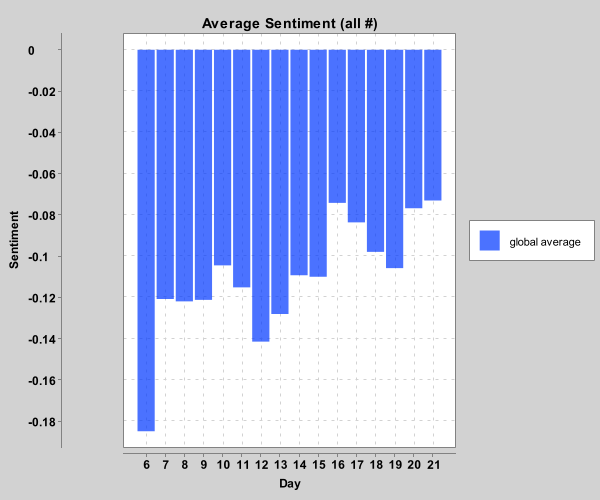 Average Sentiment (all #)
0
-0.02
-0.04
-0.06
-0.08
-0.1
-0.12
-0.14
-0.16
-0.18
Sentiment
6 7 8 9 10 11 12 13 14 15 16 17 18 19 20 21
Day
global average